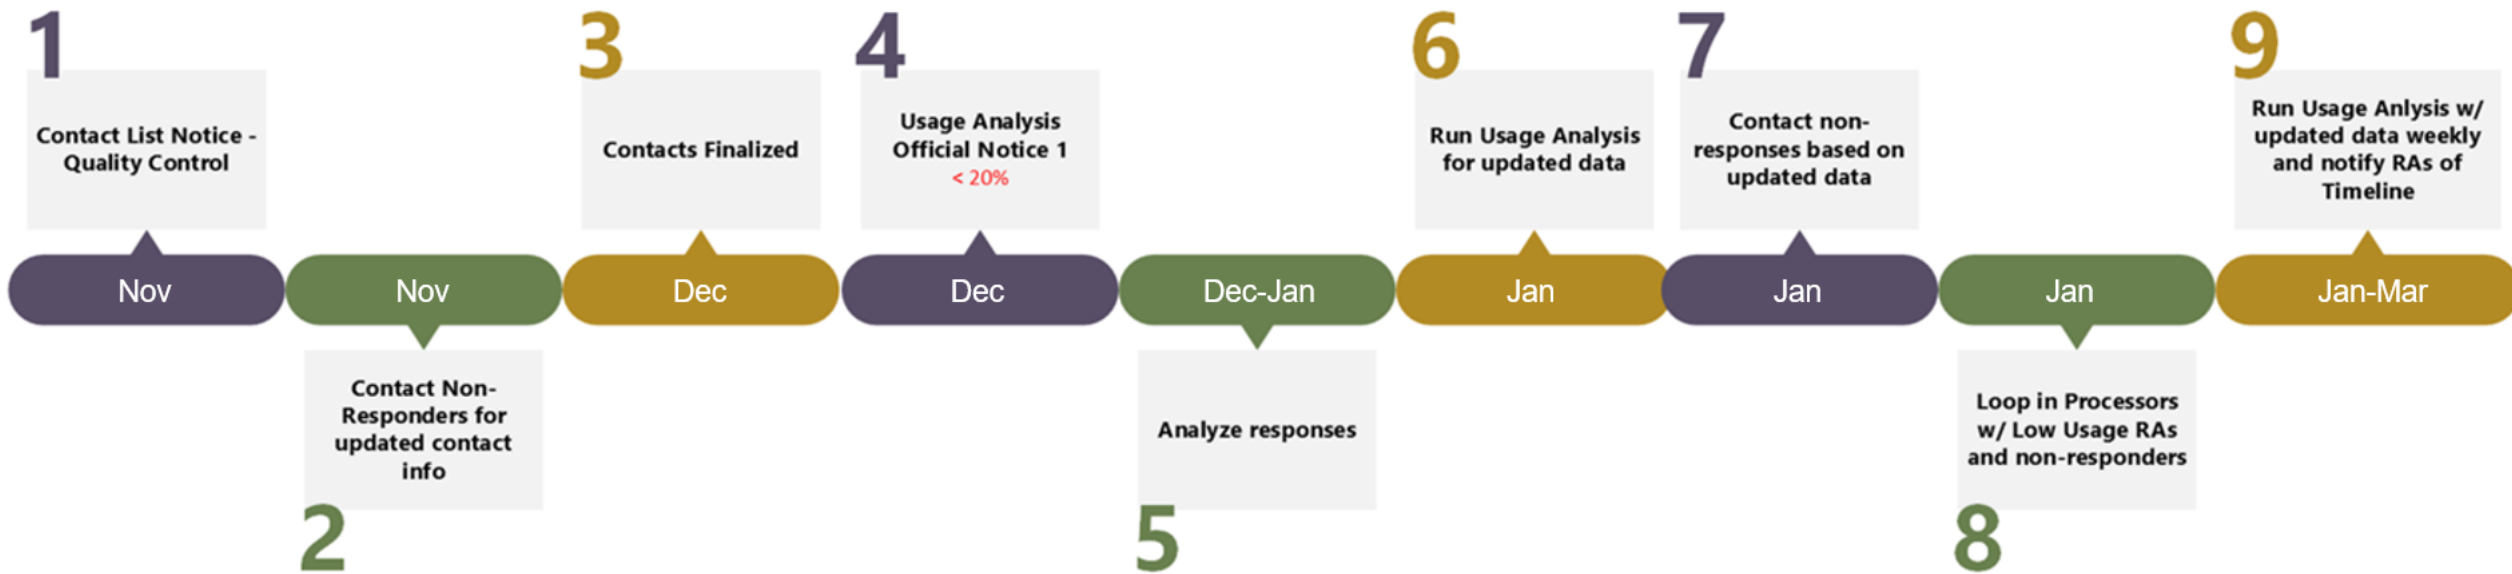 1
Contact List Notice -
Quality Control
Nov
Nov
Contact Non-
Responders for
updated contact
info
2
3
Contacts Finalized
Dec
4
Usage Analysis
Official Notice 1
< 20%
Dec
Dec-Jan
Analyze responses
5
6
Run Usage Analysis
for updated data
Jan
7
Contact non-
responses based on
updated data
Jan
Jan
Loop in Processors
w/ Low Usage RAs
and non-responders
8
9
Run Usage Anlysis w/
updated data weekly
and notify RAs of
Timeline
Jan-Mar